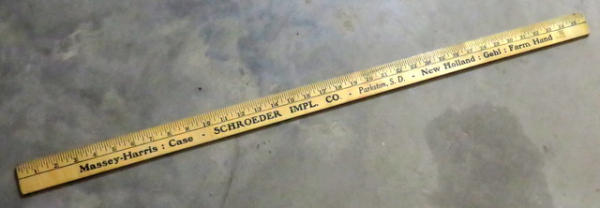 Massey-Harris : Case - SCHROEDER IMPL. CO. - Parkston, S. D. - New Holland : Gehl : Farm Hand